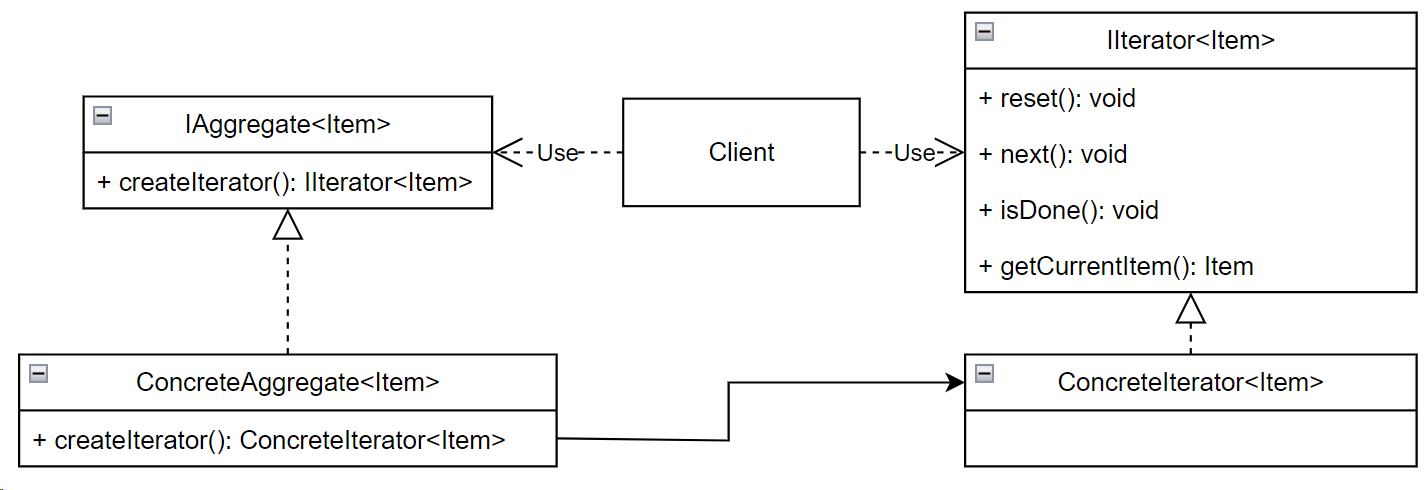 IAggregate<Item>
+ createIterator(): IIterator<Item>
Use
Client
Use
IIterator<Item>
+ reset(): void
+ next(): void
+ isDone(): void
+ getCurrentItem(): Item
ConcreteAggregate<Item>
+ createIterator(): ConcreteIterator<Item>
ConcreteIterator<Item>